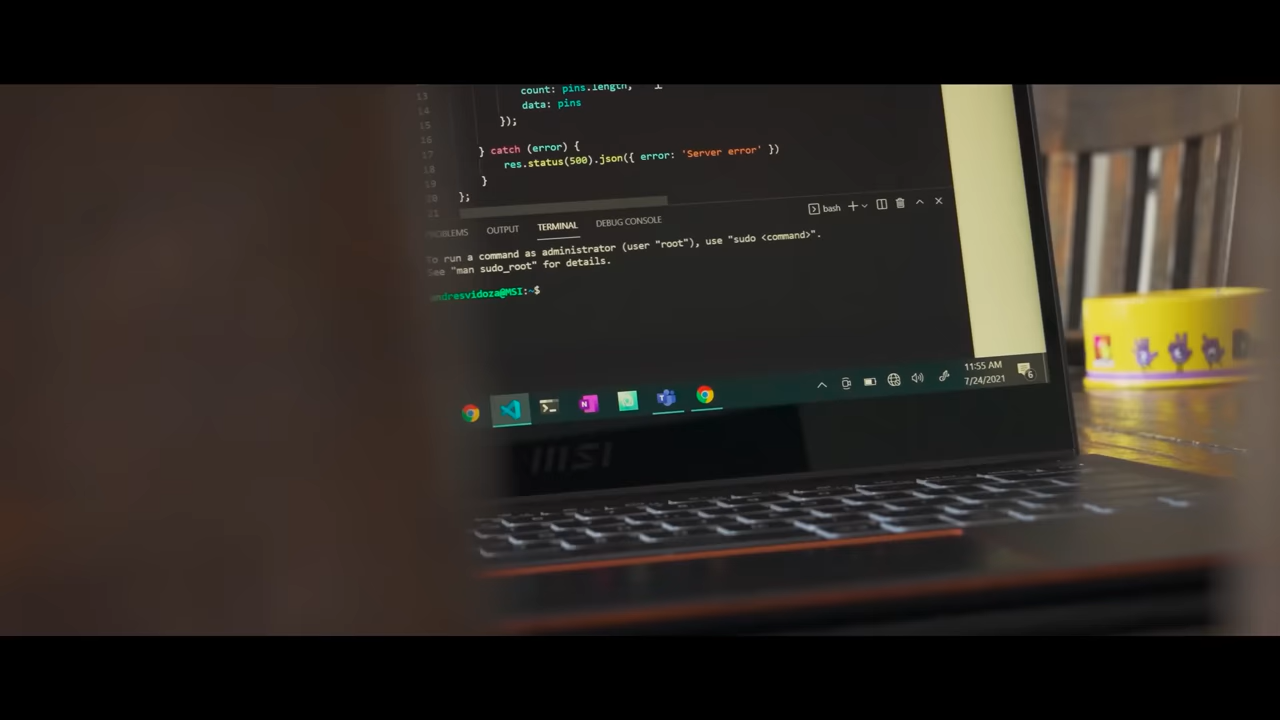 13
14
15
16
17
18
19
20
21
count: pins.length,
data: pins
});
} catch (error) {
res.status(500).json({ error: 'Server error' })
}
};
PROBLEMS OUTPUT TERMINAL DEBUG CONSOLE
bash
To run a command as administrator (user "root"), use "sudo <command>".
See "man sudo_root" for details.
andresvidoza@MSI:~$
11:55 AM
7/24/2021
6
msi